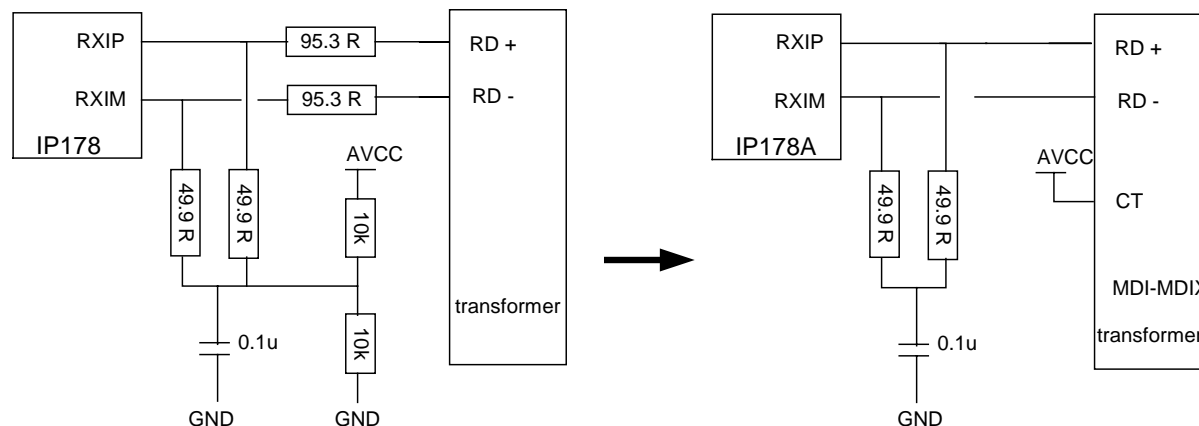 RXIP
95.3 R
RD +
RXIM
95.3 R
RD -
IP178
AVCC
49.9 R
49.9 R
10k
transformer
0.1u
10k
GND
GND
RXIP
RD +
RXIM
RD -
IP178A
AVCC
CT
49.9 R
49.9 R
MDI-MDIX
transformer
0.1u
GND